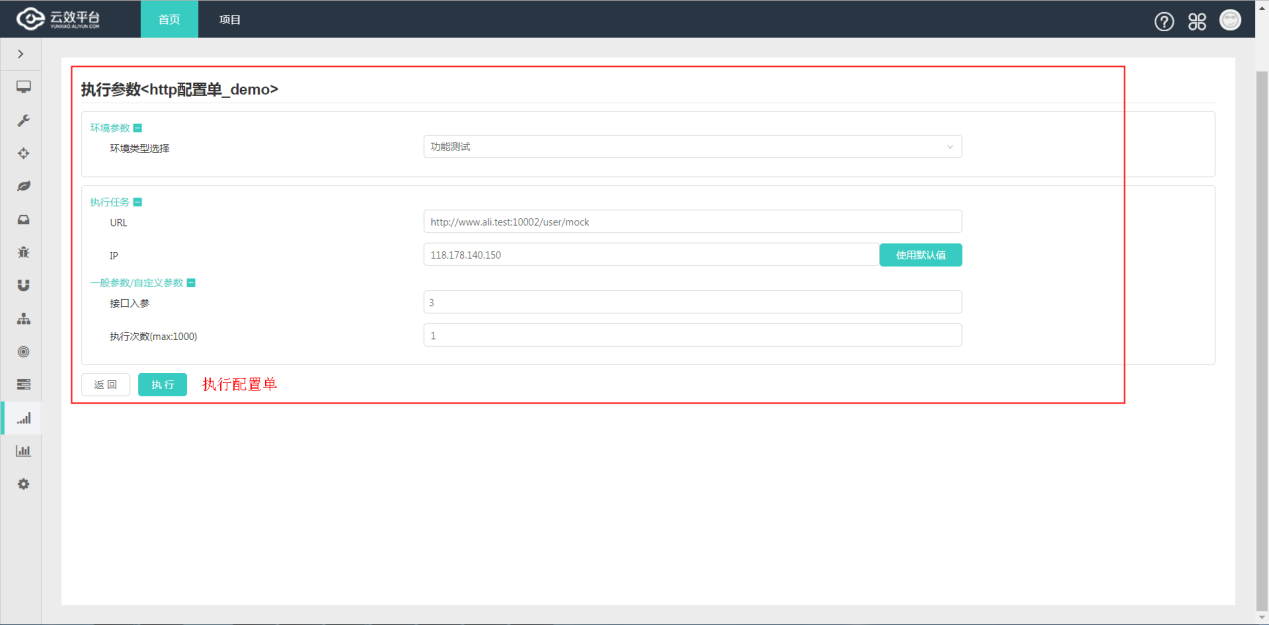 云效平台 首页 项目
YUNXIAO.ALIYUN.COM
执行参数<http配置单_demo>
环境参数
环境类型选择 功能测试
执行任务
URL http://www.ali.test:10002/user/mock
IP 118.178.140.150 使用默认值
一般参数/自定义参数
接口入参 3
执行次数(max:1000) 1
返 回 执 行 执行配置单